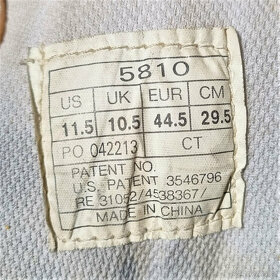 5810
US UK EUR CM
11.5 10.5 44.5 29.5
PO 042213 CT
PATENT NO.
U.S. PATENT 3546796
RE 31052/4538367/
MADE IN CHINA